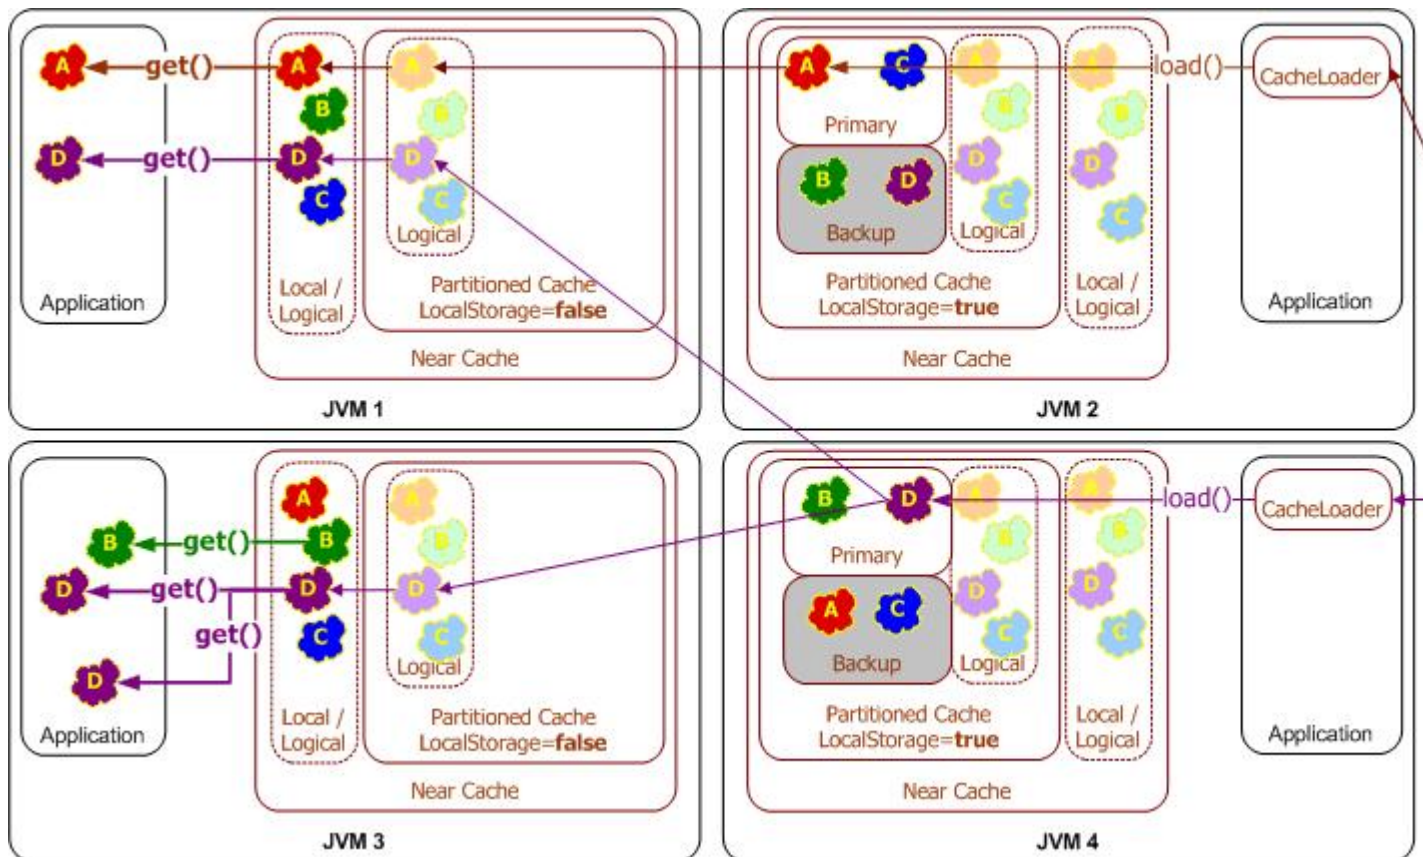 A
get()
A
B
D
get()
D
C
Local /
Logical
Application
A
B
D
C
Logical
Partitioned Cache
LocalStorage=false
Near Cache
JVM 1
A
C
Primary
B
D
Backup
A
B
D
C
Logical
Partitioned Cache
LocalStorage=true
A
B
D
C
Local /
Logical
Near Cache
load()
CacheLoader
Application
JVM 2
B
get()
D
get()
get()
D
Application
A
B
D
C
Local /
Logical
A
B
D
C
Logical
Partitioned Cache
LocalStorage=false
Near Cache
JVM 3
B
D
Primary
A
C
Backup
A
B
D
C
Logical
Partitioned Cache
LocalStorage=true
A
B
D
C
Local /
Logical
Near Cache
load()
CacheLoader
Application
JVM 4